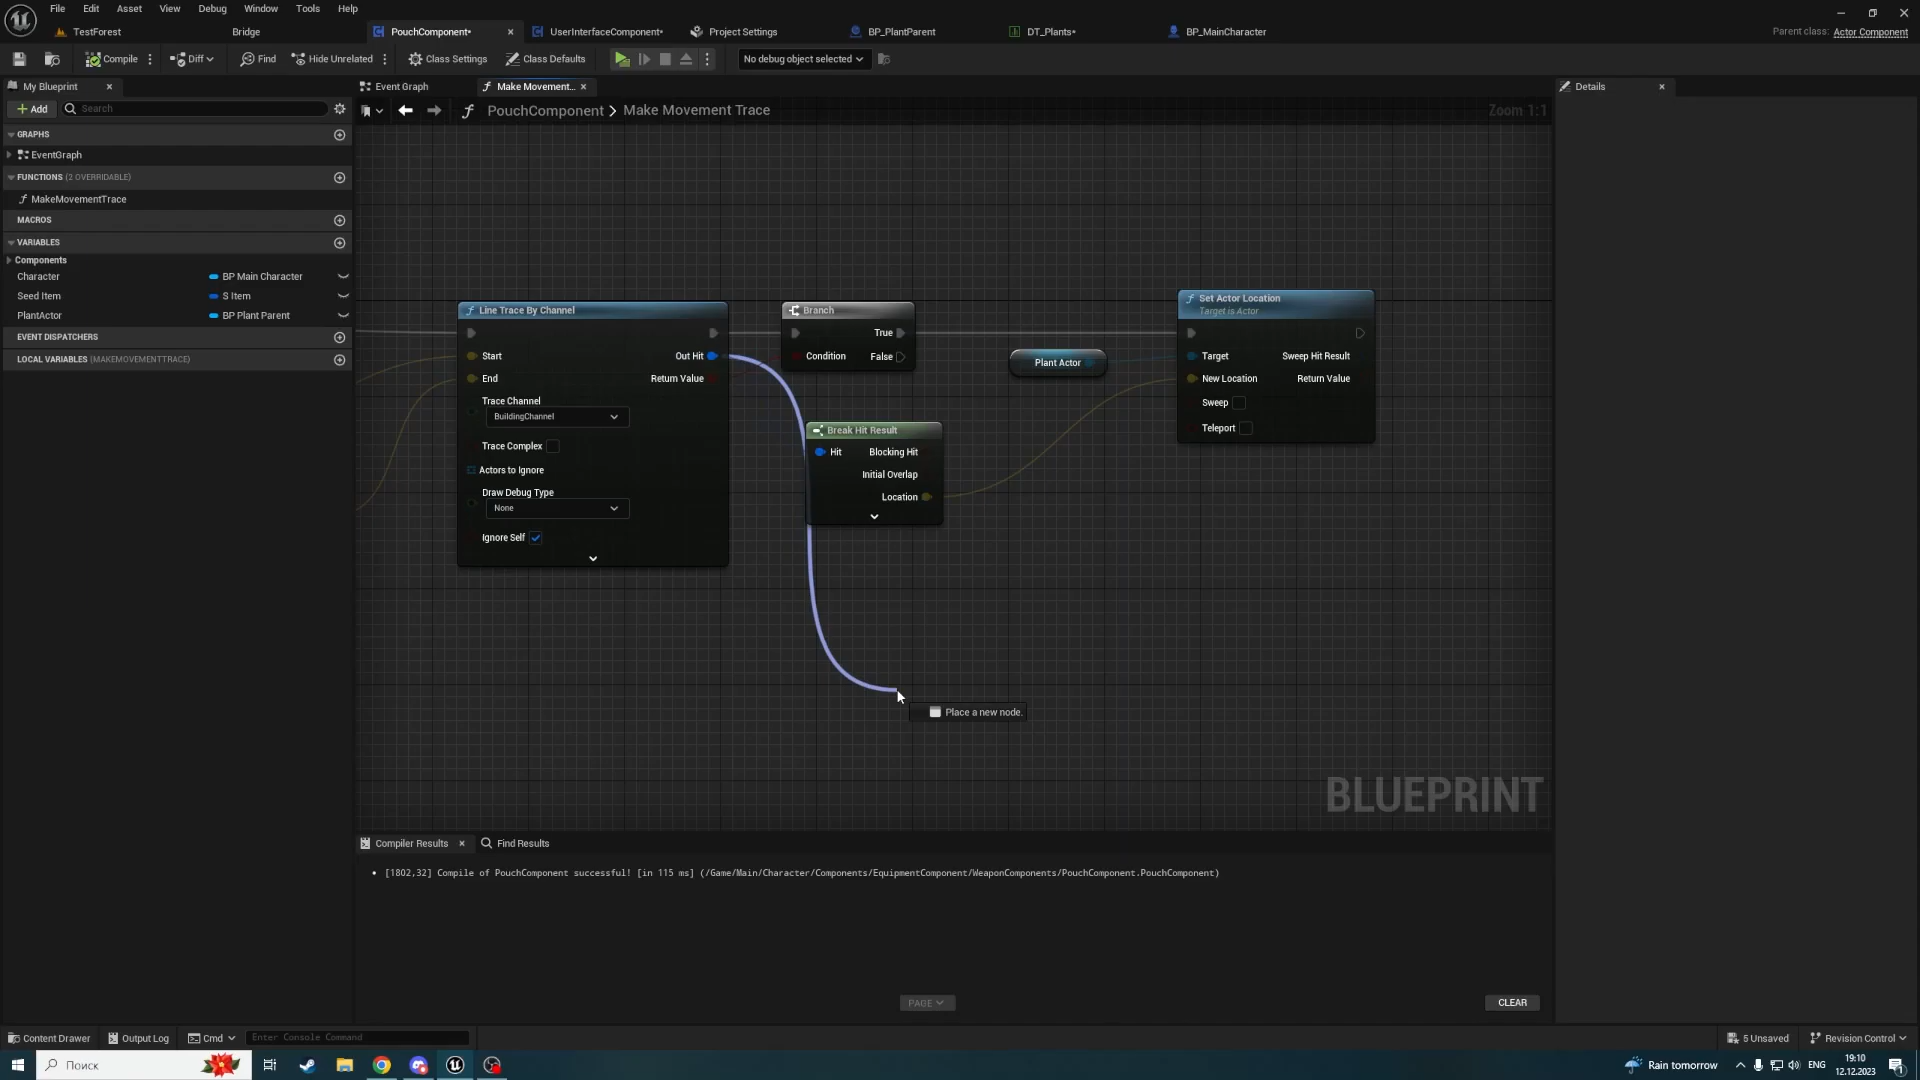 File Edit Asset View Debug Window Tools Help
TestForest Bridge PouchComponent* UserInterfaceComponent* Project Settings BP_PlantParent DT_Plants* BP_MainCharacter Parent class: Actor Component
Compile Diff Find Hide Unrelated Class Settings Class Defaults No debug object selected
My Blueprint Event Graph Make Movement... Details
Add Search PouchComponent > Make Movement Trace Zoom 1:1
GRAPHS
EventGraph
FUNCTIONS (2 OVERRIDABLE)
MakeMovementTrace
MACROS
VARIABLES
Components
Character BP Main Character
Seed Item S Item
PlantActor BP Plant Parent
EVENT DISPATCHERS
LOCAL VARIABLES (MAKEMOVEMENTTRACE)
Line Trace By Channel
Start Out Hit
End Return Value
Trace Channel
BuildingChannel
Trace Complex
Actors to Ignore
Draw Debug Type
None
Ignore Self
Branch
True
Condition False
Break Hit Result
Hit Blocking Hit
Initial Overlap
Location
Plant Actor
Set Actor Location
Target is Actor
Target Sweep Hit Result
New Location Return Value
Sweep
Teleport
Place a new node.
BLUEPRINT
Compiler Results Find Results
[1802,32] Compile of PouchComponent successful! [in 115 ms] (/Game/Main/Character/Components/EquipmentComponent/WeaponComponents/PouchComponent.PouchComponent)
PAGE CLEAR
Content Drawer Output Log Cmd Enter Console Command 5 Unsaved Revision Control
Поиск Rain tomorrow ENG 19:10
12.12.2023 1